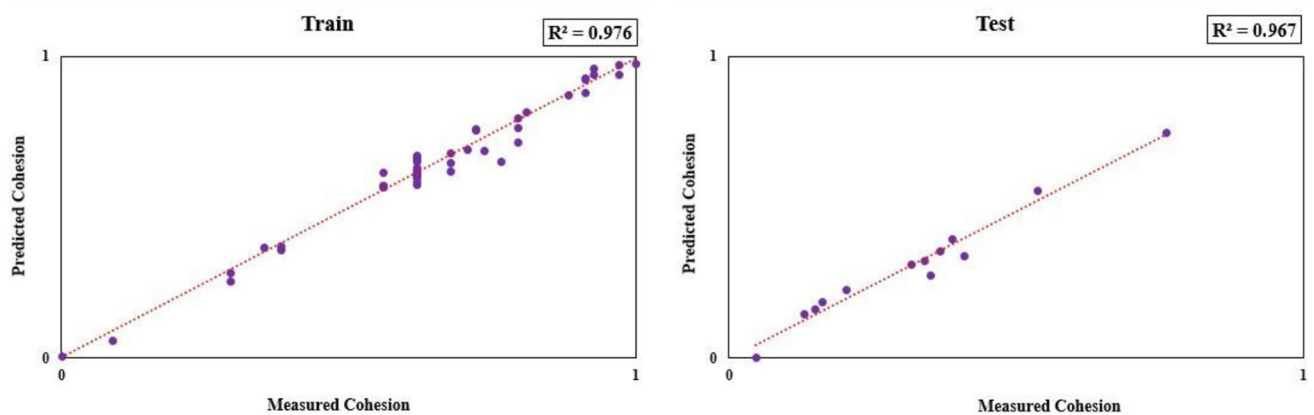 Train
R² = 0.976
1
Predicted Cohesion
0
0
1
Measured Cohesion
Test
R² = 0.967
1
Predicted Cohesion
0
0
1
Measured Cohesion